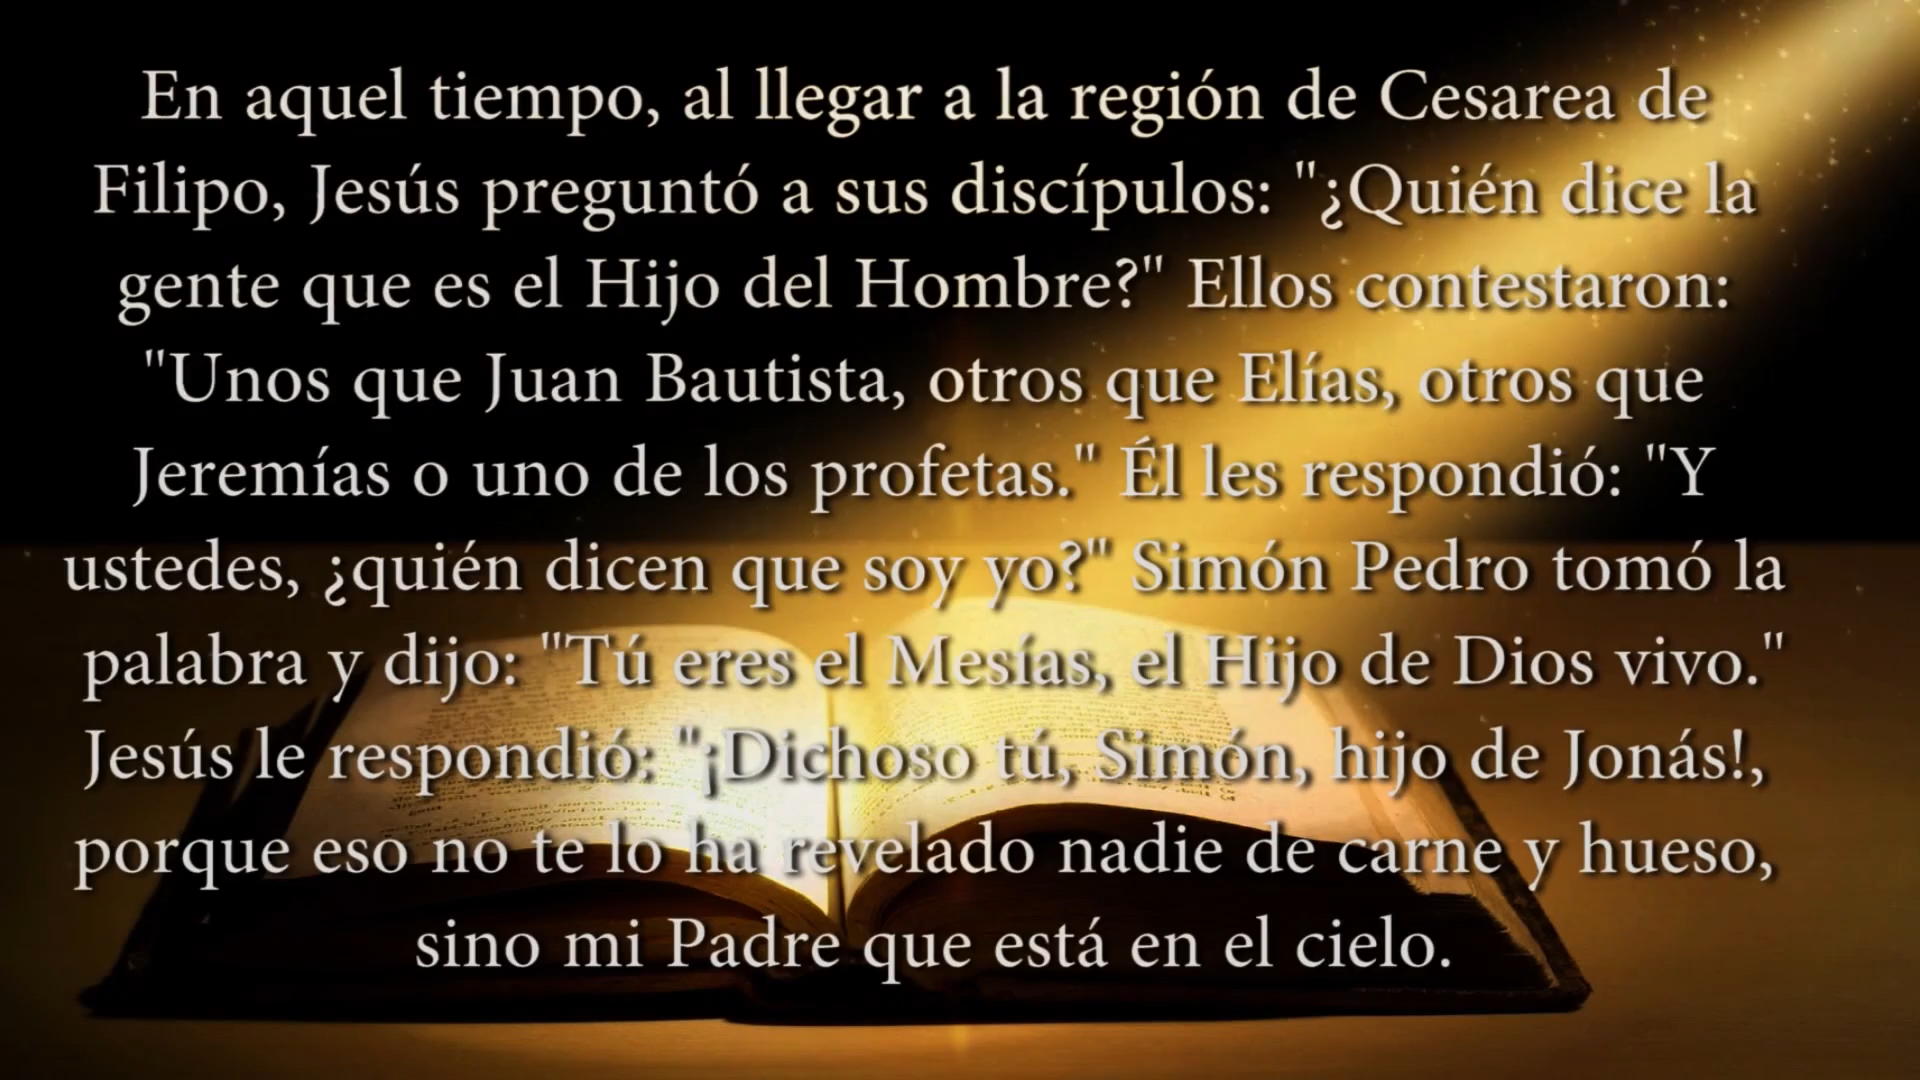 En aquel tiempo, al llegar a la región de Cesarea de
Filipo, Jesús preguntó a sus discípulos: "¿Quién dice la
gente que es el Hijo del Hombre?" Ellos contestaron:
"Unos que Juan Bautista, otros que Elías, otros que
Jeremías o uno de los profetas." Él les respondió: "Y
ustedes, ¿quién dicen que soy yo?" Simón Pedro tomó la
palabra y dijo: "Tú eres el Mesías, el Hijo de Dios vivo."
Jesús le respondió: "¡Dichoso tú, Simón, hijo de Jonás!,
porque eso no te lo ha revelado nadie de carne y hueso,
sino mi Padre que está en el cielo.